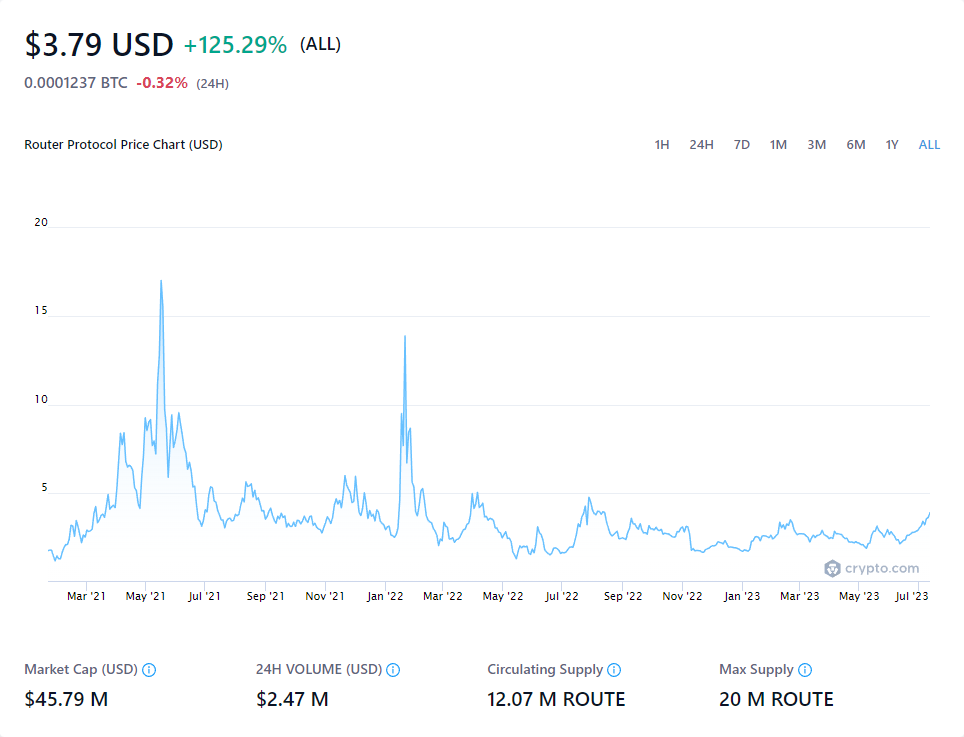 $3.79 USD +125.29% (ALL)
0.0001237 BTC -0.32% (24H)
Router Protocol Price Chart (USD) 1H 24H 7D 1M 3M 6M 1Y ALL
20
15
10
5
crypto.com
Mar '21 May '21 Jul '21 Sep '21 Nov '21 Jan '22 Mar '22 May '22 Jul '22 Sep '22 Nov '22 Jan '23 Mar '23 May '23 Jul '23
Market Cap (USD) 24H VOLUME (USD) Circulating Supply Max Supply
$45.79 M $2.47 M 12.07 M ROUTE 20 M ROUTE